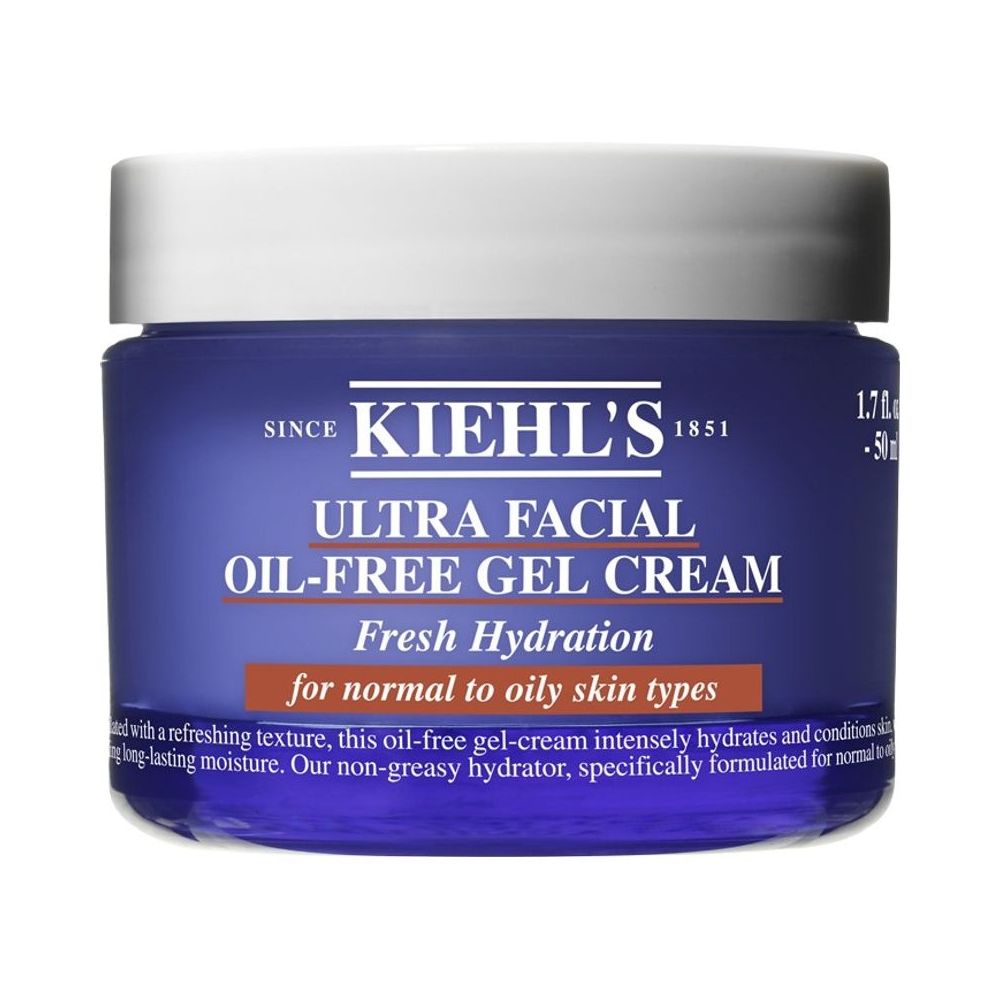 SINCE KIEHL'S 1851
1.7 fl.
- 50
ULTRA FACIAL
OIL-FREE GEL CREAM
Fresh Hydration
for normal to oily skin types
with a refreshing texture, this oil-free gel-cream intensely hydrates and conditions skin,
long-lasting moisture. Our non-greasy hydrator, specifically formulated for normal to